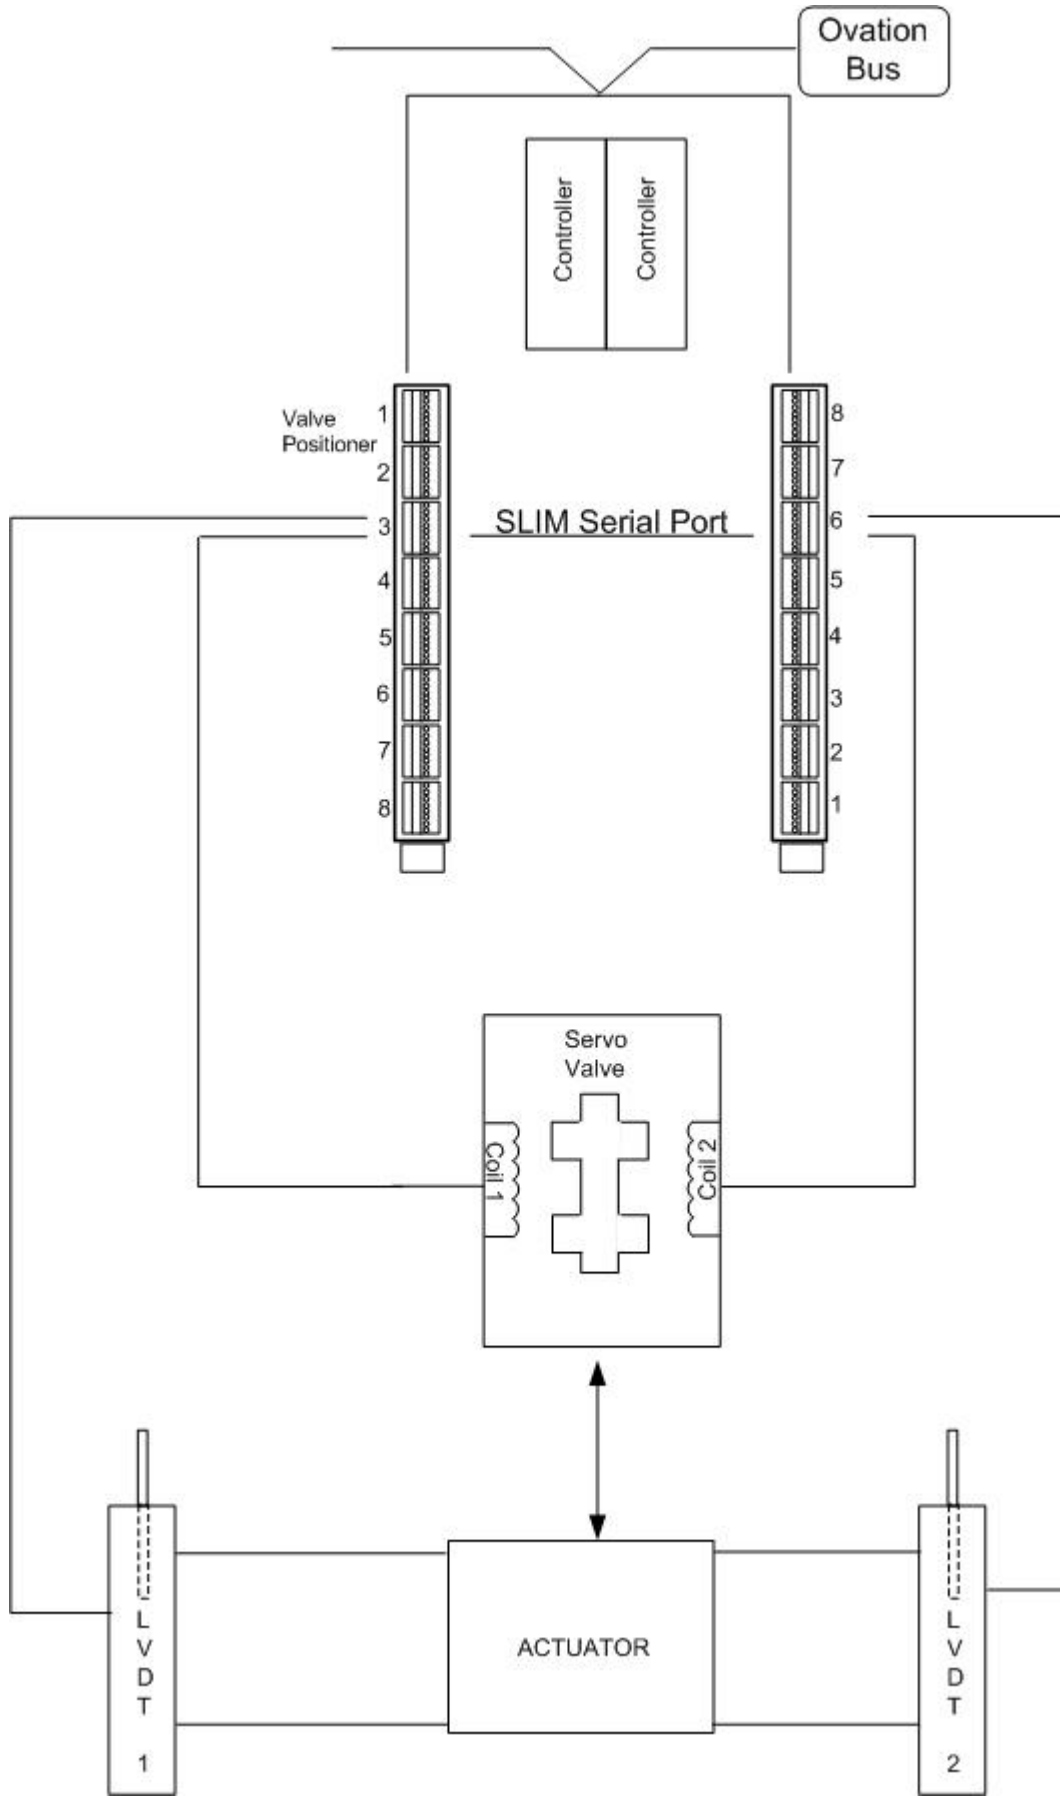 Ovation
Bus
Controller
Controller
Valve
Positioner
1
2
3
4
5
6
7
8
SLIM Serial Port
8
7
6
5
4
3
2
1
Servo
Valve
Coil 1
Coil 2
L
V
D
T
1
ACTUATOR
L
V
D
T
2